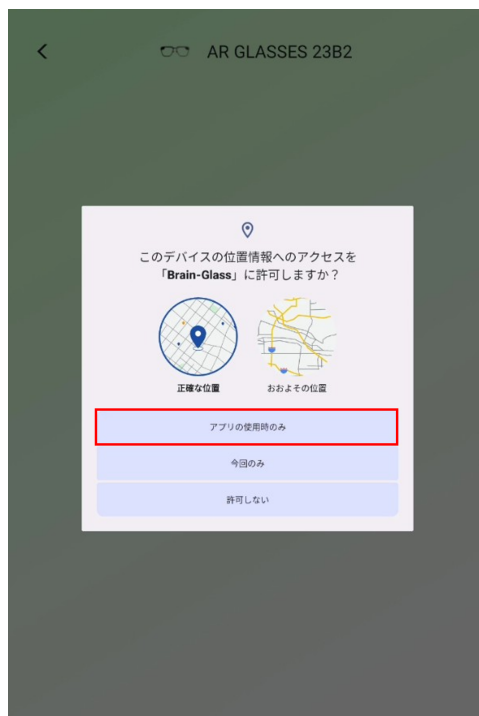 AR GLASSES 23B2
このデバイスの位置情報へのアクセスを
「Brain-Glass」に許可しますか？
正確な位置
おおよその位置
アプリの使用時のみ
今回のみ
許可しない